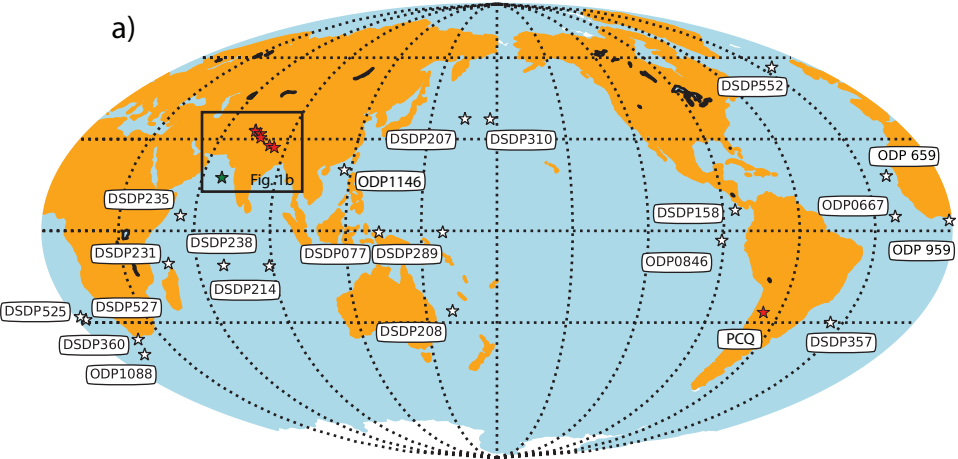 a)
DSDP552
DSDP207
DSDP310
ODP 659
Fig. 1b
ODP1146
DSDP235
DSDP158
ODP0667
DSDP238
DSDP231
DSDP077
DSDP289
ODP 959
ODP0846
DSDP214
DSDP525
DSDP527
DSDP208
PCQ
DSDP357
DSDP360
ODP1088